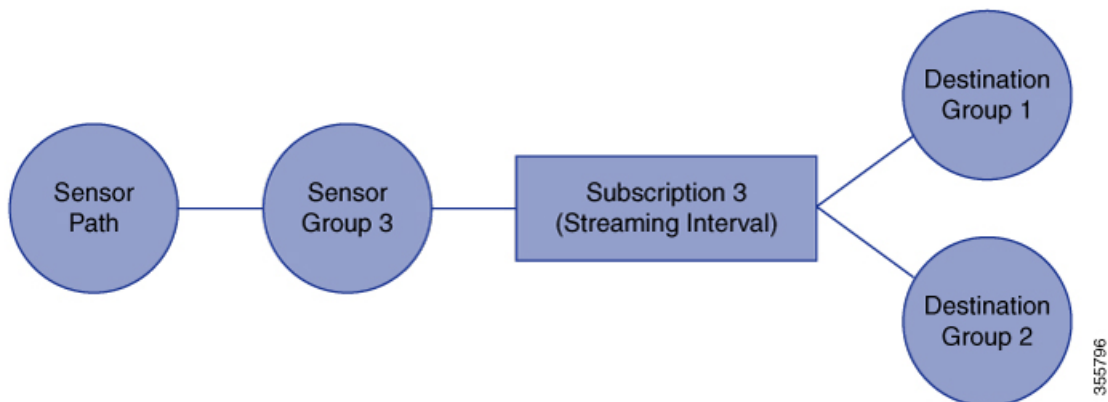 Sensor
Path
Sensor
Group 3
Subscription 3
(Streaming Interval)
Destination
Group 1
Destination
Group 2
355796